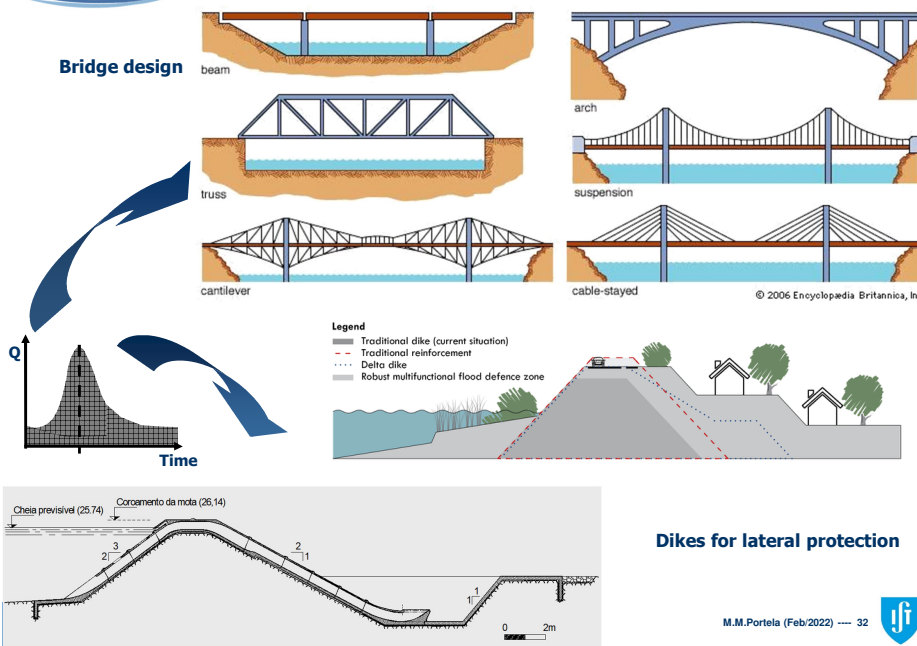 Bridge design
beam
arch
truss
suspension
cantilever
cable-stayed
© 2006 Encyclopædia Britannica, In
Q
Time
Legend
Traditional dike (current situation)
Traditional reinforcement
Delta dike
Robust multifunctional flood defence zone
Cheia previsível (25.74)
Coroamento da mota (26,14)
3
2
2
1
1
1
0 2m
Dikes for lateral protection
M.M.Portela (Feb/2022) ---- 32